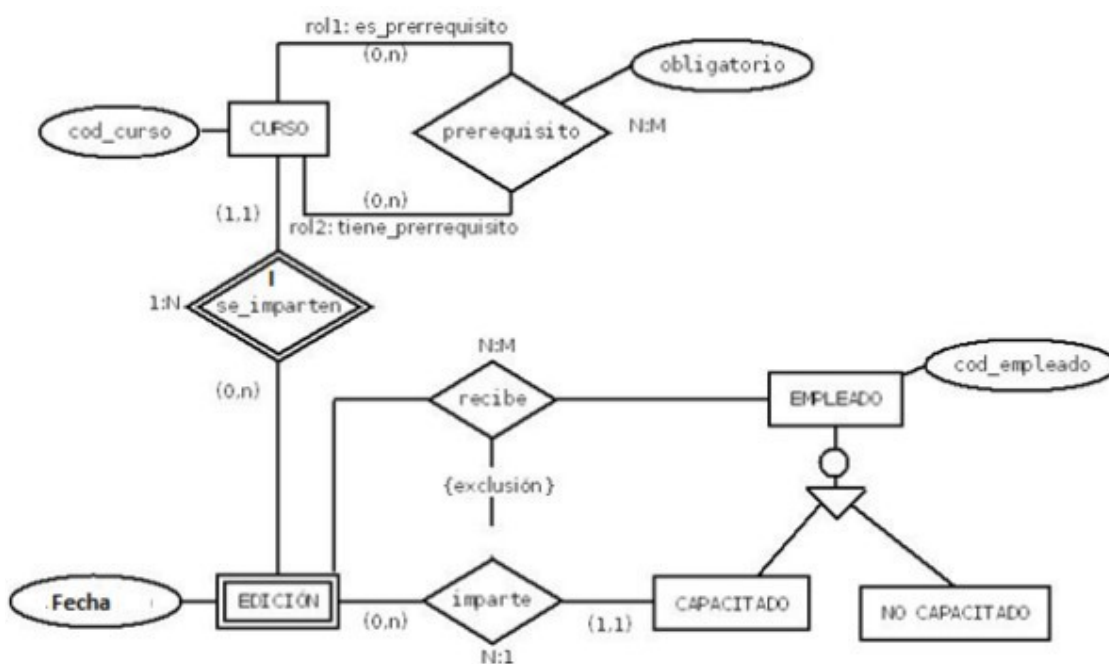 rol1: es_prerrequisito
(0,n)
obligatorio
cod_curso
CURSO
prerequisito
N:M
(0,n)
(1,1)
rol2: tiene_prerrequisito
I
1:N
se_imparten
N:M
(0,n)
cod_empleado
recibe
EMPLEADO
{exclusión}
Fecha
EDICIÓN
(0,n)
imparte
(1,1)
CAPACITADO
NO CAPACITADO
N:1